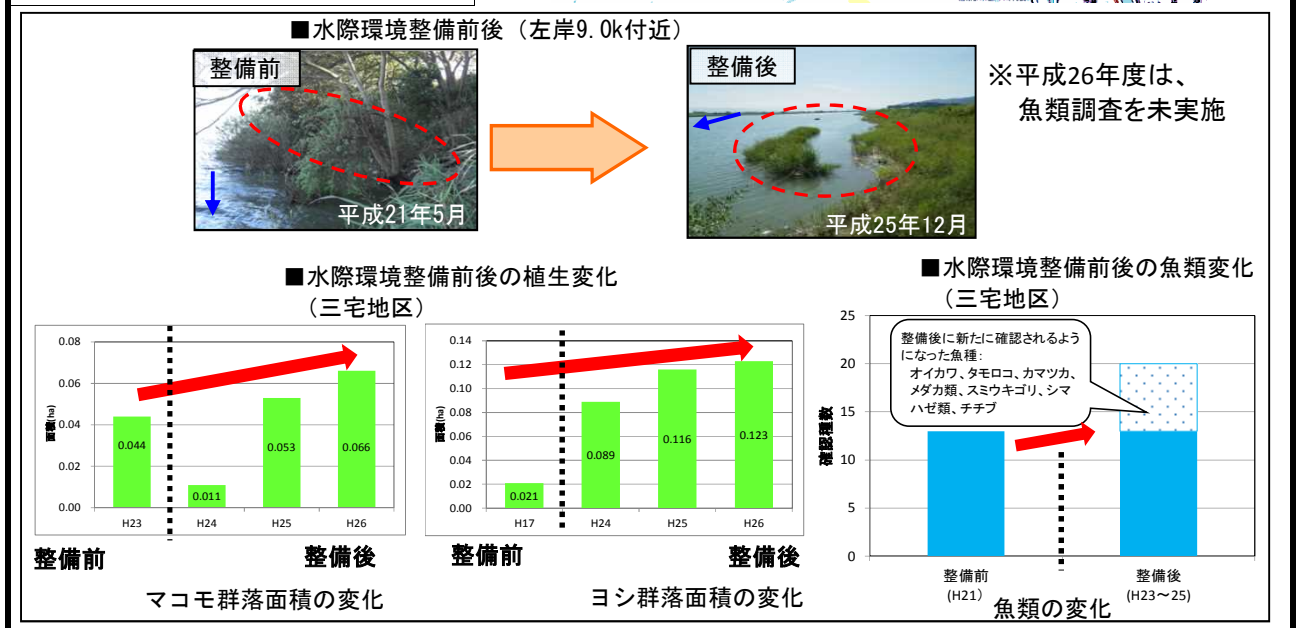 ■水際環境整備前後（左岸9.0k付近）
整備前
平成21年5月
整備後
平成25年12月
※平成26年度は、
魚類調査を未実施
■水際環境整備前後の植生変化
（三宅地区）
0.08
0.06
0.04
0.02
0.00
面積(ha)
0.044
0.011
0.053
0.066
H23
H24
H25
H26
整備前
整備後
マコモ群落面積の変化
0.14
0.12
0.10
0.08
0.06
0.04
0.02
0.00
面積(ha)
0.021
0.089
0.116
0.123
H17
H24
H25
H26
整備前
整備後
ヨシ群落面積の変化
■水際環境整備前後の魚類変化
（三宅地区）
25
20
15
10
5
0
確認種数
整備後に新たに確認されるよう
になった魚種：
オイカワ、タモロコ、カマツカ、
メダカ類、スミウキゴリ、シマ
ハゼ類、チチブ
整備前
(H21)
整備後
(H23～25)
魚類の変化